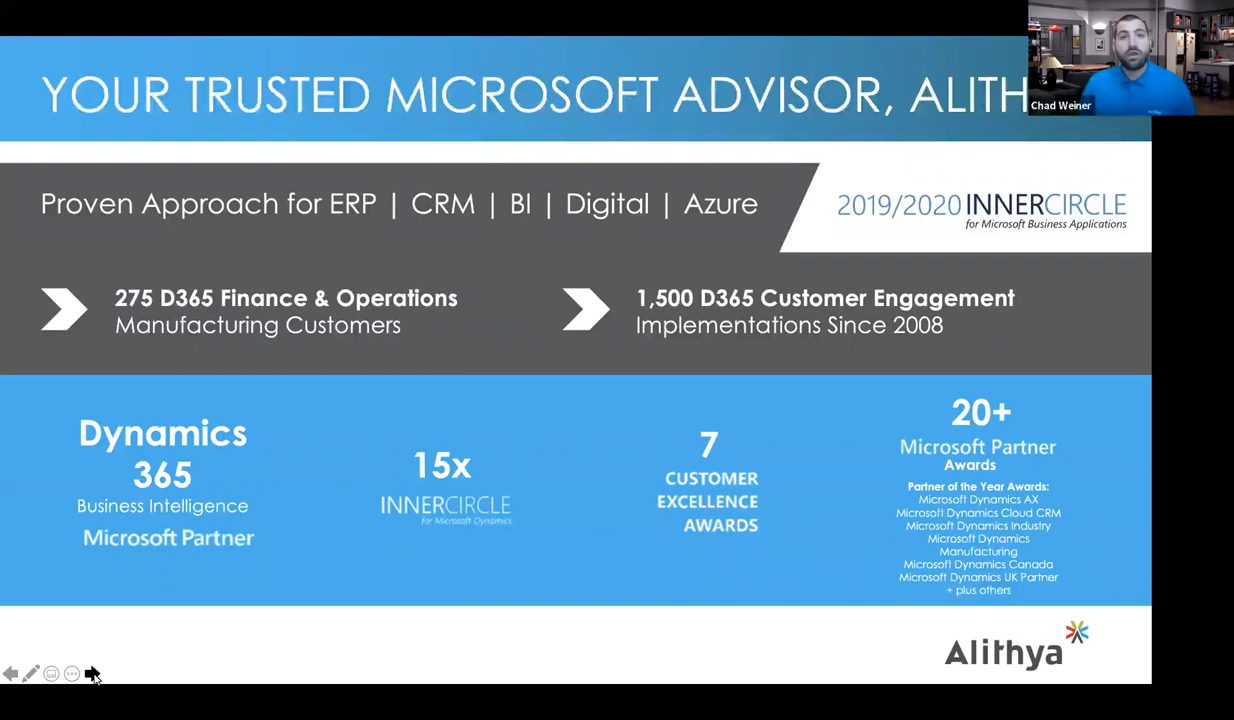 YOUR TRUSTED MICROSOFT ADVISOR, ALITH
Chad Weiner
Proven Approach for ERP | CRM | BI | Digital | Azure
2019/2020 INNERCIRCLE
for Microsoft Business Applications
275 D365 Finance & Operations
Manufacturing Customers
1,500 D365 Customer Engagement
Implementations Since 2008
Dynamics
365
Business Intelligence
Microsoft Partner
15x
INNERCIRCLE
for Microsoft Dynamics
7
CUSTOMER
EXCELLENCE
AWARDS
20+
Microsoft Partner
Awards
Partner of the Year Awards:
Microsoft Dynamics AX
Microsoft Dynamics Cloud CRM
Microsoft Dynamics Industry
Microsoft Dynamics
Manufacturing
Microsoft Dynamics Canada
Microsoft Dynamics UK Partner
+ plus others
Alithya